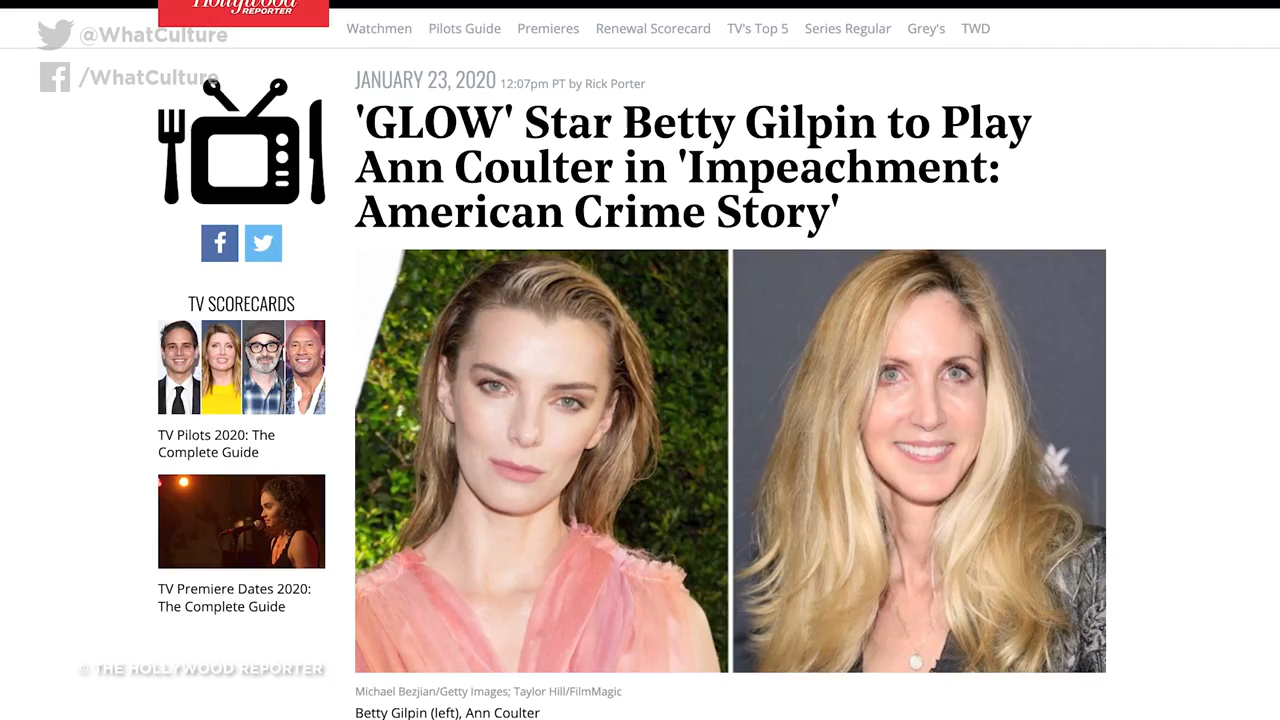 Hollywood
REPORTER
@WhatCulture
/WhatCulture
Watchmen Pilots Guide Premieres Renewal Scorecard TV's Top 5 Series Regular Grey's TWD
JANUARY 23, 2020 12:07pm PT by Rick Porter
'GLOW' Star Betty Gilpin to Play
Ann Coulter in 'Impeachment:
American Crime Story'
TV SCORECARDS
TV Pilots 2020: The
Complete Guide
TV Premiere Dates 2020:
The Complete Guide
© THE HOLLYWOOD REPORTER
Michael Bezjian/Getty Images; Taylor Hill/FilmMagic
Betty Gilpin (left), Ann Coulter